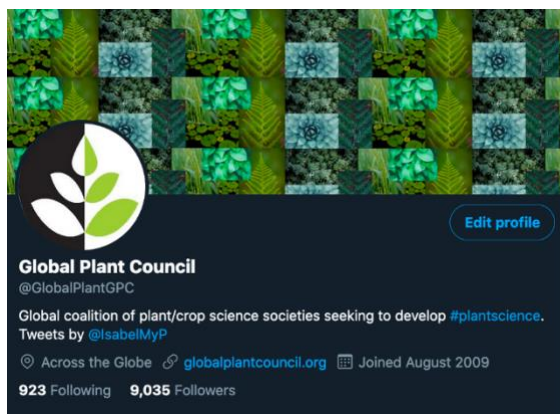 Edit profile
Global Plant Council
@GlobalPlantGPC
Global coalition of plant/crop science societies seeking to develop #plantscience.
Tweets by @IsabelMyP
Across the Globe globalplantcouncil.org Joined August 2009
923 Following 9,035 Followers